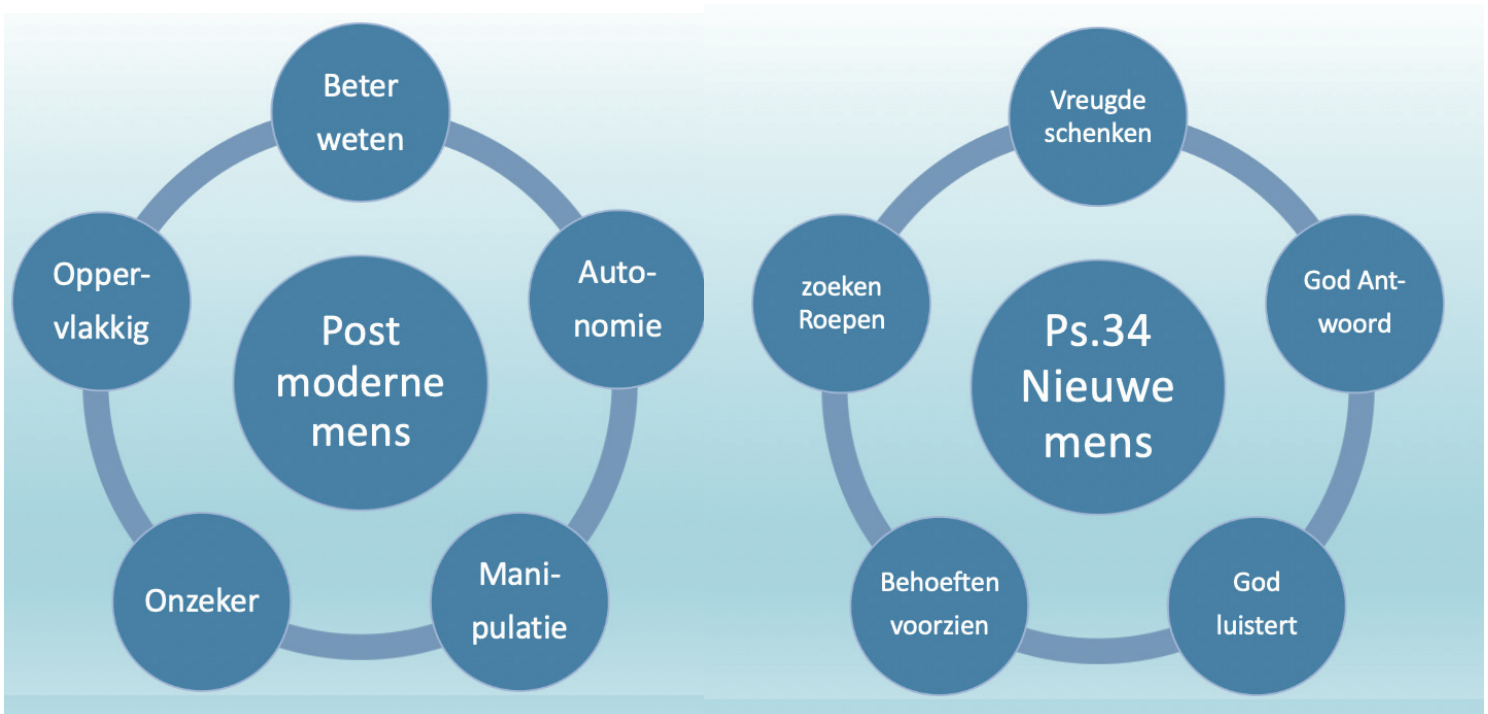 Beter
weten
Auto-
nomie
Mani-
pulatie
Onzeker
Opper-
vlakkig
Post
moderne
mens
Vreugde
schenken
God Ant-
woord
God
luistert
Behoeften
voorzien
zoeken
Roepen
Ps.34
Nieuwe
mens